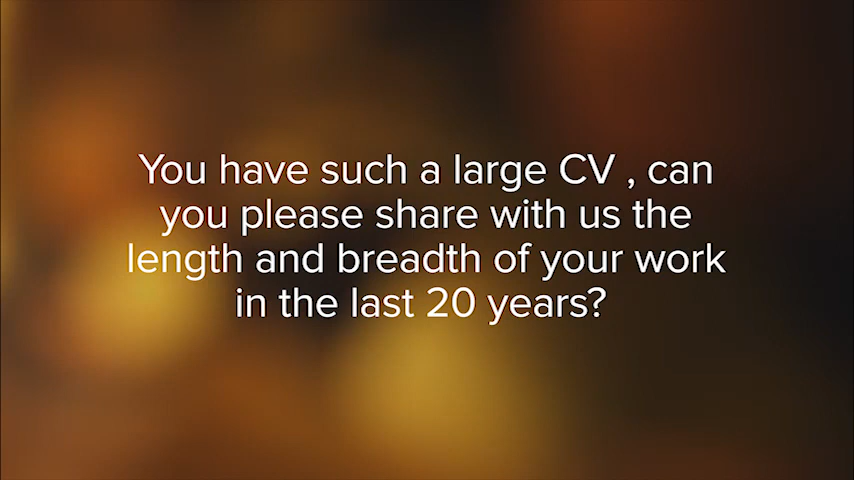 You have such a large CV , can
you please share with us the
length and breadth of your work
in the last 20 years?